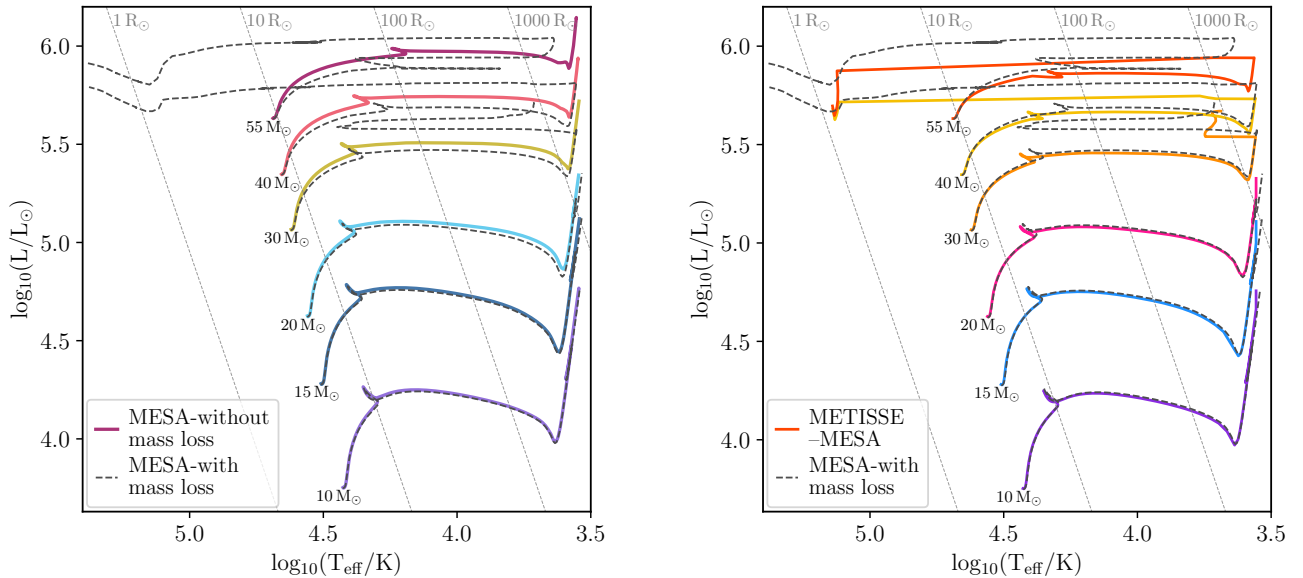 1 R⊙ 10 R⊙ 100 R⊙ 1000 R⊙
6.0
5.5
5.0
4.5
4.0
log₁₀(L/L⊙)
55 M⊙
40 M⊙
30 M⊙
20 M⊙
15 M⊙
10 M⊙
MESA-without
mass loss
MESA-with
mass loss
5.0 4.5 4.0 3.5
log₁₀(T_eff/K)
1 R⊙ 10 R⊙ 100 R⊙ 1000 R⊙
6.0
5.5
5.0
4.5
4.0
log₁₀(L/L⊙)
55 M⊙
40 M⊙
30 M⊙
20 M⊙
15 M⊙
10 M⊙
METISSE
–MESA
MESA-with
mass loss
5.0 4.5 4.0 3.5
log₁₀(T_eff/K)